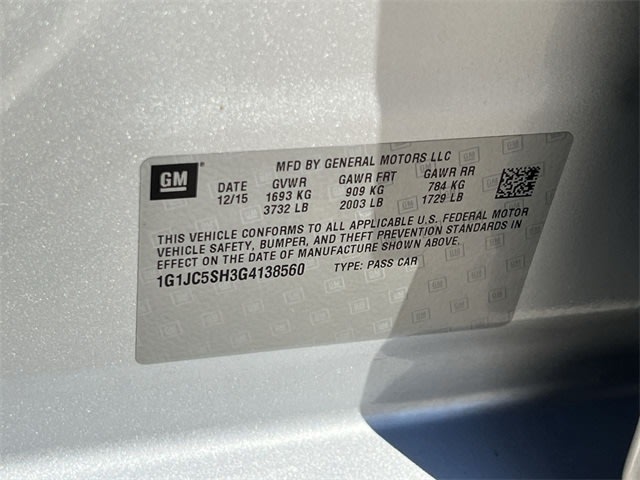 GM
MFD BY GENERAL MOTORS LLC
DATE GVWR GAWR FRT GAWR RR
12/15 1693 KG 909 KG 784 KG
3732 LB 2003 LB 1729 LB
THIS VEHICLE CONFORMS TO ALL APPLICABLE U.S. FEDERAL MOTOR
VEHICLE SAFETY, BUMPER, AND THEFT PREVENTION STANDARDS IN
EFFECT ON THE DATE OF MANUFACTURE SHOWN ABOVE.
1G1JC5SH3G4138560 TYPE: PASS CAR